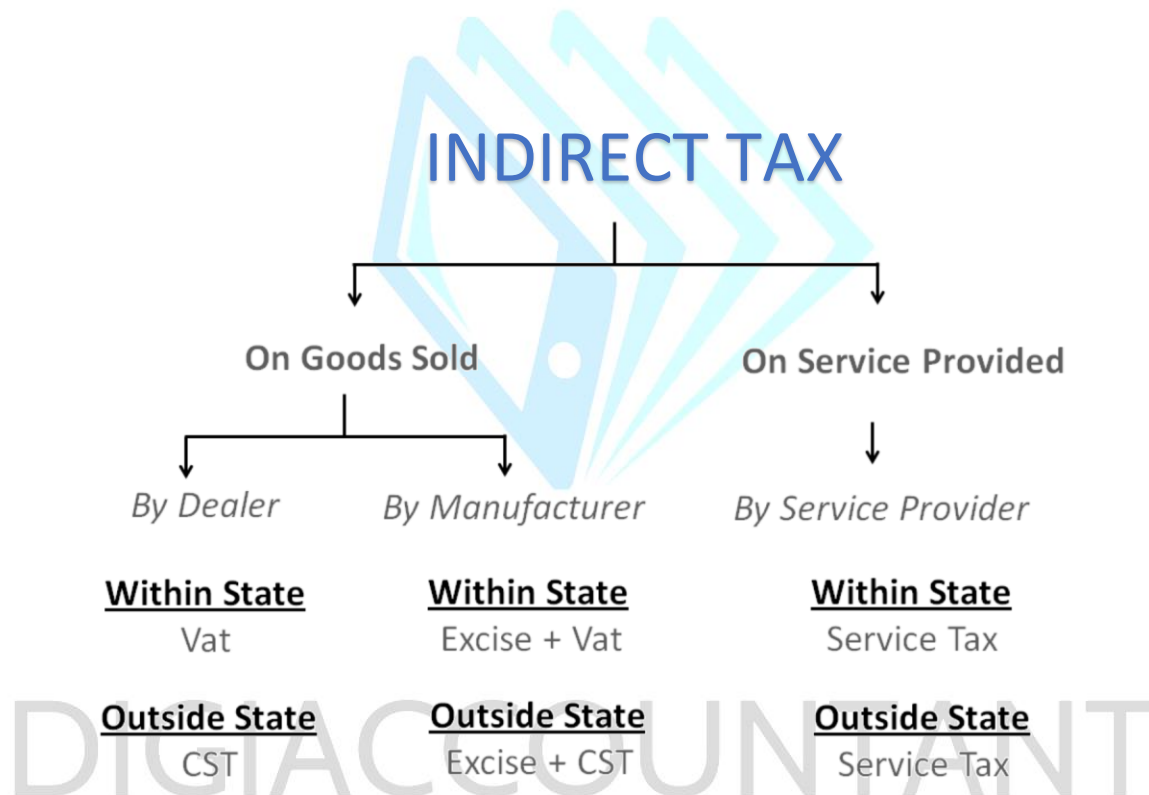 INDIRECT TAX
On Goods Sold
On Service Provided
By Dealer
By Manufacturer
By Service Provider
Within State
Within State
Within State
Vat
Excise + Vat
Service Tax
Outside State
Outside State
Outside State
CST
Excise + CST
Service Tax
DIGIACCOUNTANT